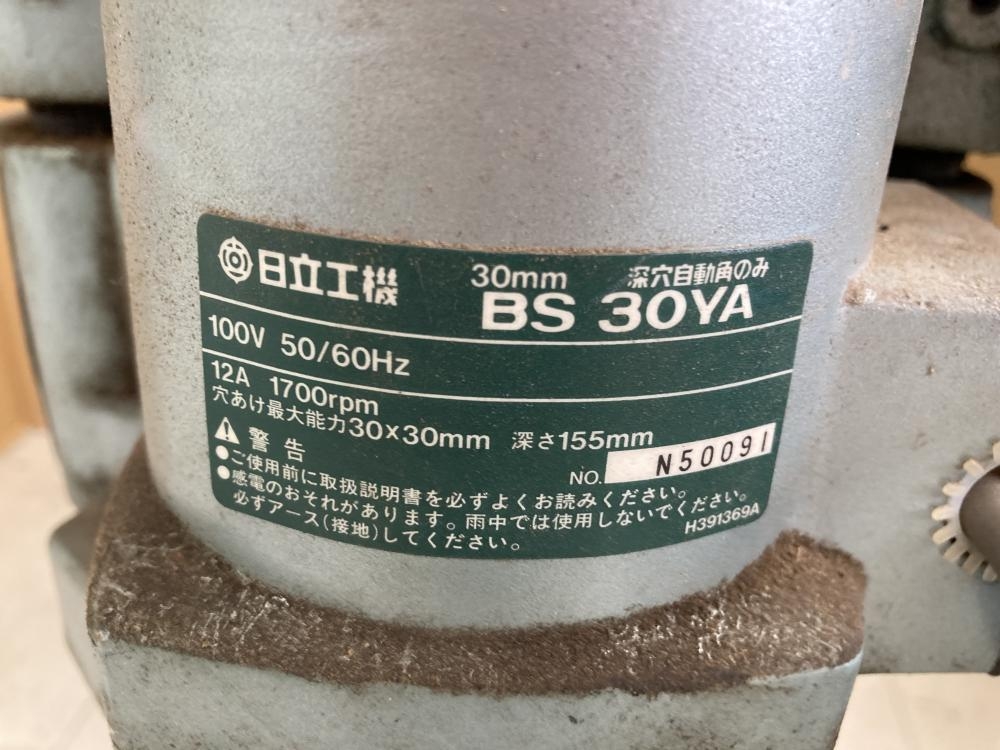 日立工機 30mm 深穴自動角のみ
BS 30YA
100V 50/60Hz
12A 1700rpm
穴あけ最大能力30×30mm 深さ155mm
警告
NO. N50091
●ご使用前に取扱説明書を必ずよくお読みください。
●感電のおそれがあります。雨中では使用しないでください。
必ずアース(接地)してください。
H391369A